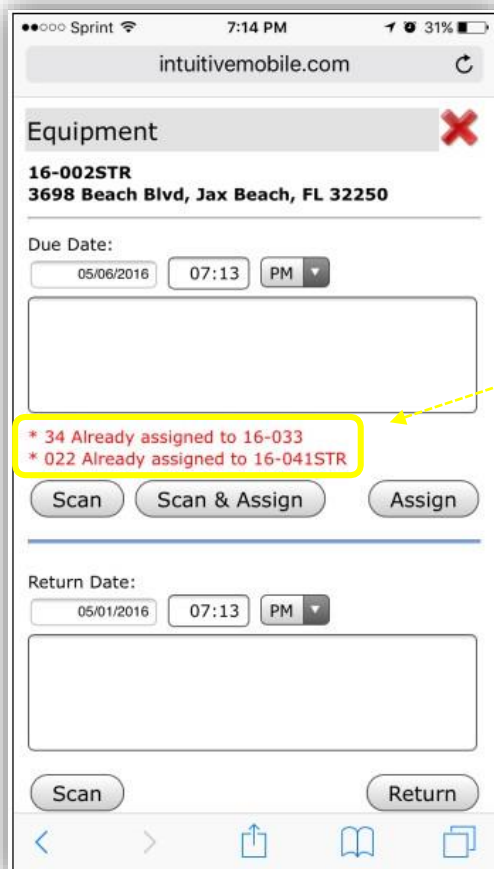 Sprint 7:14 PM 31%
intuitivemobile.com
Equipment
16-002STR
3698 Beach Blvd, Jax Beach, FL 32250
Due Date:
05/06/2016 07:13 PM
* 34 Already assigned to 16-033
* 022 Already assigned to 16-041STR
Scan Scan & Assign Assign
Return Date:
05/01/2016 07:13 PM
Scan Return